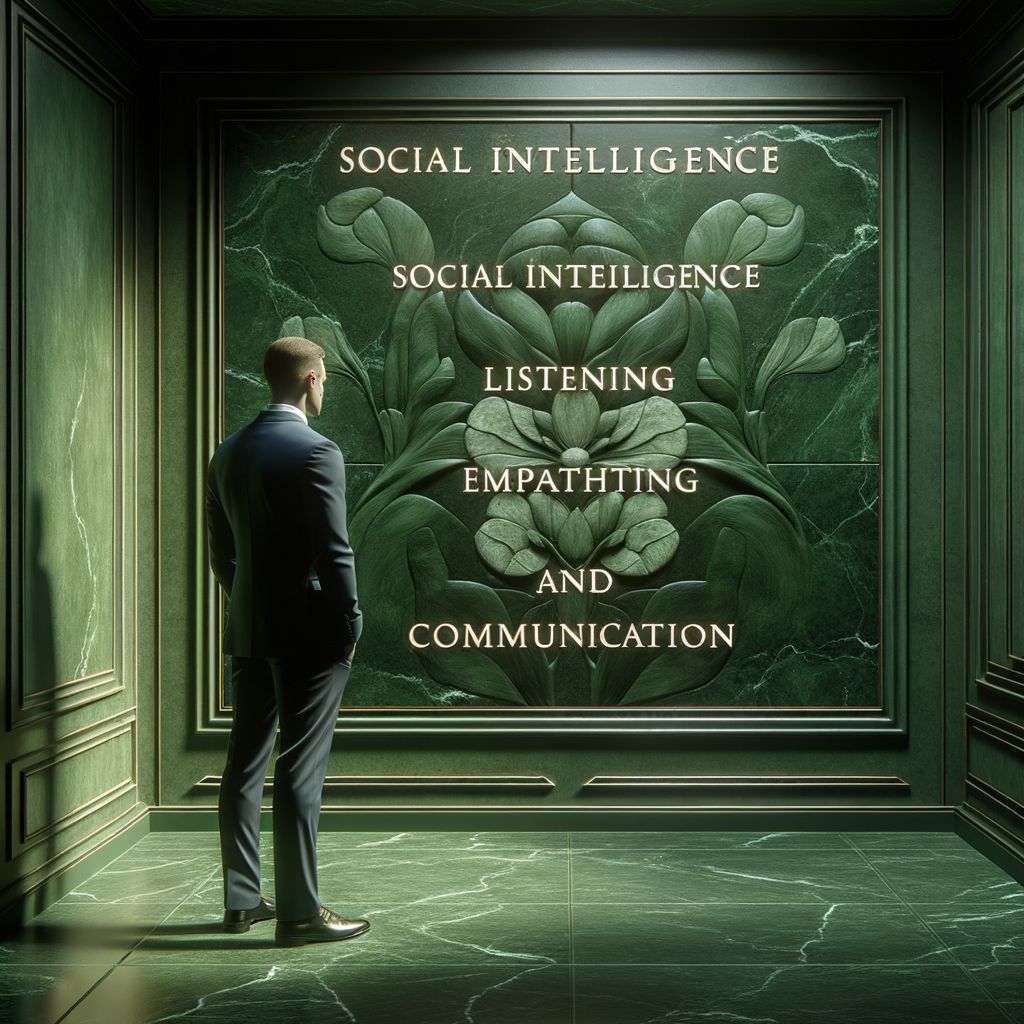 SOCIAL INTELLIGENCE
SOCIAL INTEILIGENCE
LISTENING
EMPATHTING
AND
COMMUNICATION